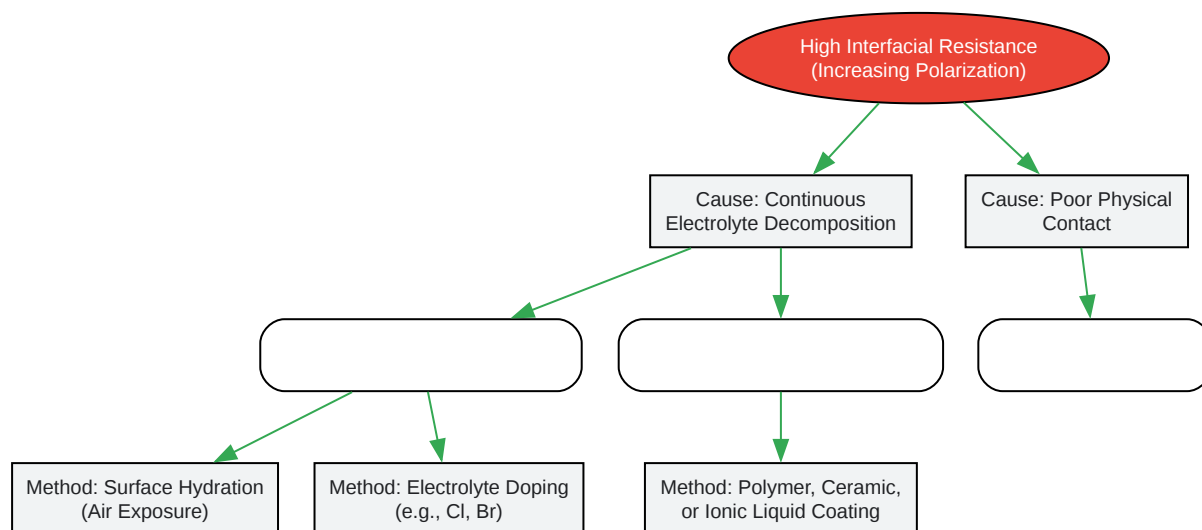 High Interfacial Resistance
(Increasing Polarization)
Cause: Continuous
Electrolyte Decomposition
Cause: Poor Physical
Contact
Method: Surface Hydration
(Air Exposure)
Method: Electrolyte Doping
(e.g., Cl, Br)
Method: Polymer, Ceramic,
or Ionic Liquid Coating